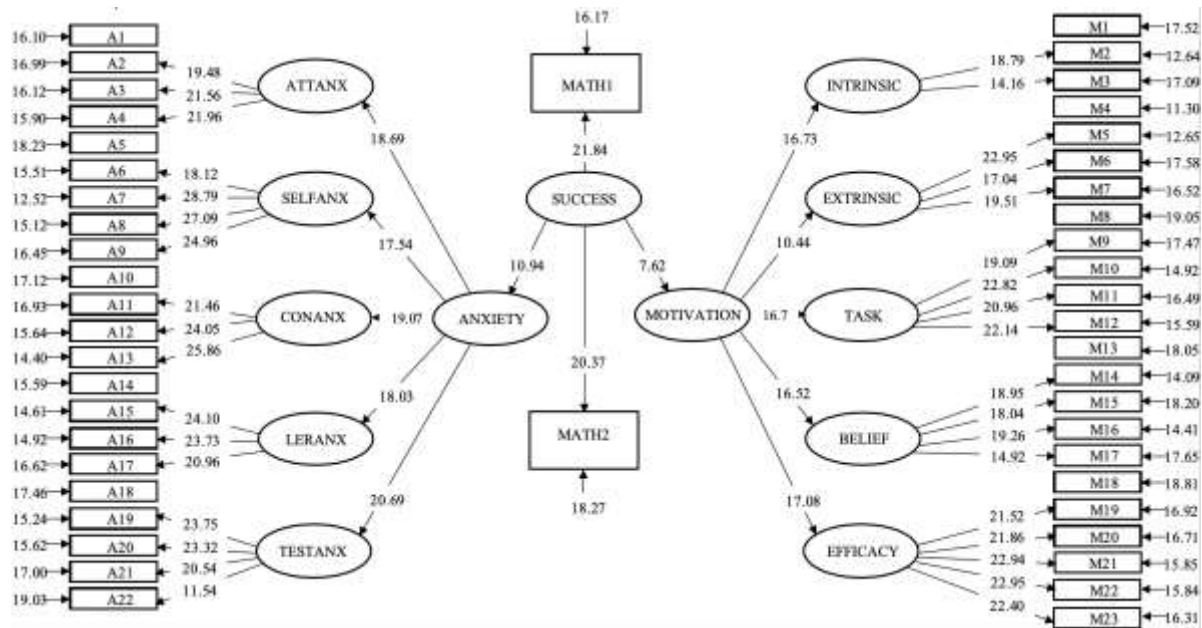 16.10 A1
16.99 A2
16.12 A3
15.90 A4
18.23 A5
15.51 A6
12.52 A7
15.12 A8
16.45 A9
17.12 A10
16.93 A11
15.64 A12
14.40 A13
15.59 A14
14.61 A15
14.92 A16
16.62 A17
17.46 A18
15.24 A19
15.62 A20
17.00 A21
19.03 A22
19.48
21.56
21.96
18.12
28.79
27.09
24.96
21.46
24.05
25.86
24.10
23.73
20.96
23.75
23.32
20.54
11.54
ATTANX
SELFANX
CONANX
LERANX
TESTANX
18.69
17.54
19.07
18.03
20.69
ANXIETY
16.17
MATH1
21.84
SUCCESS
10.94
7.62
20.37
MATH2
18.27
MOTIVATION
16.73
10.44
16.7
16.52
17.08
INTRINSIC
EXTRINSIC
TASK
BELIEF
EFFICACY
18.79
14.16
22.95
17.04
19.51
19.09
22.82
20.96
22.14
18.95
18.04
19.26
14.92
21.52
21.86
22.94
22.95
22.40
M1 17.52
M2 12.64
M3 17.09
M4 11.30
M5 12.65
M6 17.58
M7 16.52
M8 19.05
M9 17.47
M10 14.92
M11 16.49
M12 15.59
M13 18.05
M14 14.09
M15 18.20
M16 14.41
M17 17.65
M18 18.81
M19 16.92
M20 16.71
M21 15.85
M22 15.84
M23 16.31